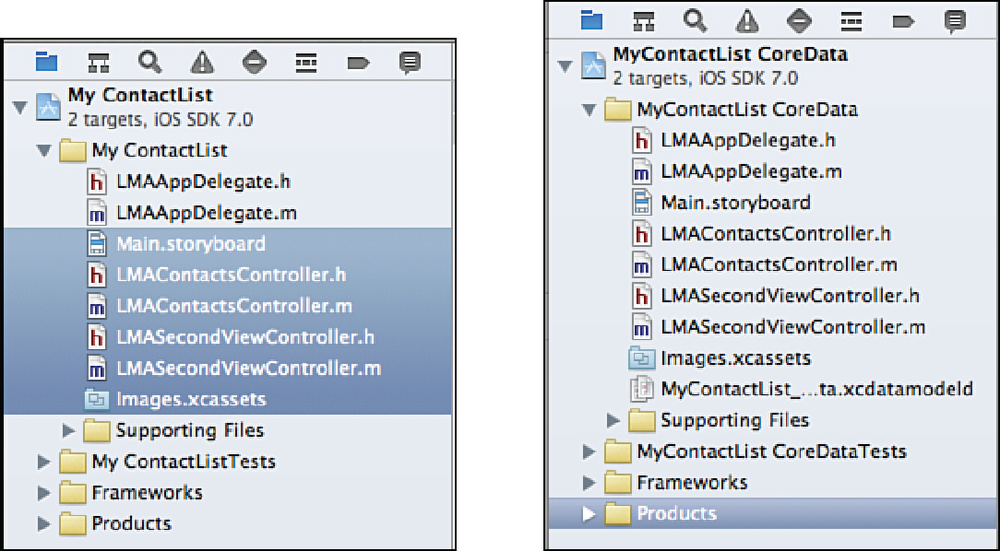 My ContactList
2 targets, iOS SDK 7.0
My ContactList
LMAAppDelegate.h
LMAAppDelegate.m
Main.storyboard
LMAContactsController.h
LMAContactsController.m
LMASecondViewController.h
LMASecondViewController.m
Images.xcassets
Supporting Files
My ContactListTests
Frameworks
Products
MyContactList CoreData
2 targets, iOS SDK 7.0
MyContactList CoreData
LMAAppDelegate.h
LMAAppDelegate.m
Main.storyboard
LMAContactsController.h
LMAContactsController.m
LMASecondViewController.h
LMASecondViewController.m
Images.xcassets
MyContactList_...ta.xcdatamodeld
Supporting Files
MyContactList CoreDataTests
Frameworks
Products